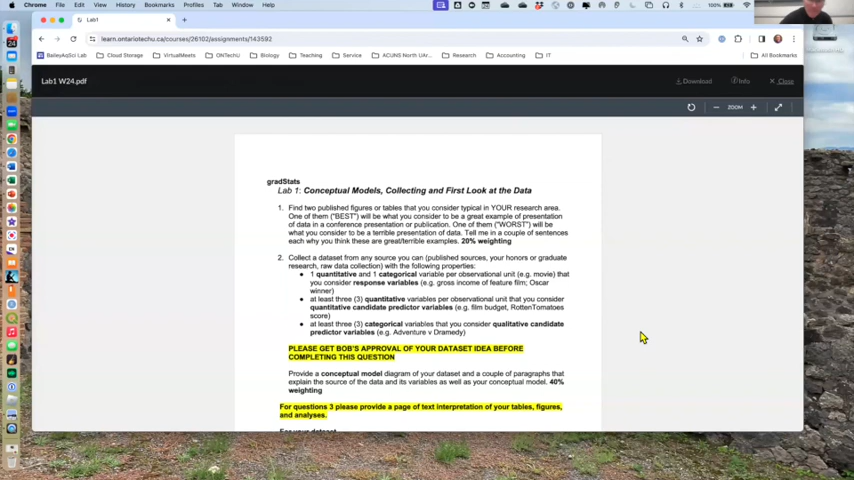 Chrome File Edit View History Bookmarks Profiles Tab Window Help
100%
Lab1
learn.ontariotechu.ca/courses/26102/assignments/143592
BaileyAqSci Lab Cloud Storage VirtualMeets ONTechU Biology Teaching Service ACUNS North UAr... Research Accounting IT All Bookmarks
Lab1 W24.pdf
Download Info Close
200M
gradStats
Lab 1: Conceptual Models, Collecting and First Look at the Data
1. Find two published figures or tables that you consider typical in YOUR research area.
One of them ("BEST") will be what you consider to be a great example of presentation
of data in a conference presentation or publication. One of them ("WORST") will be
what you consider to be a terrible presentation of data. Tell me in a couple of sentences
each why you think these are great/terrible examples. 20% weighting
2. Collect a dataset from any source you can (published sources, your honors or graduate
research, raw data collection) with the following properties:
• 1 quantitative and 1 categorical variable per observational unit (e.g. movie) that
you consider response variables (e.g. gross income of feature film; Oscar
winner)
• at least three (3) quantitative variables per observational unit that you consider
quantitative candidate predictor variables (e.g. film budget, RottenTomatoes
score)
• at least three (3) categorical variables that you consider qualitative candidate
predictor variables (e.g. Adventure v Dramedy)
PLEASE GET BOB'S APPROVAL OF YOUR DATASET IDEA BEFORE
COMPLETING THIS QUESTION
Provide a conceptual model diagram of your dataset and a couple of paragraphs that
explain the source of the data and its variables as well as your conceptual model. 40%
weighting
For questions 3 please provide a page of text interpretation of your tables, figures,
and analyses.
For your dataset